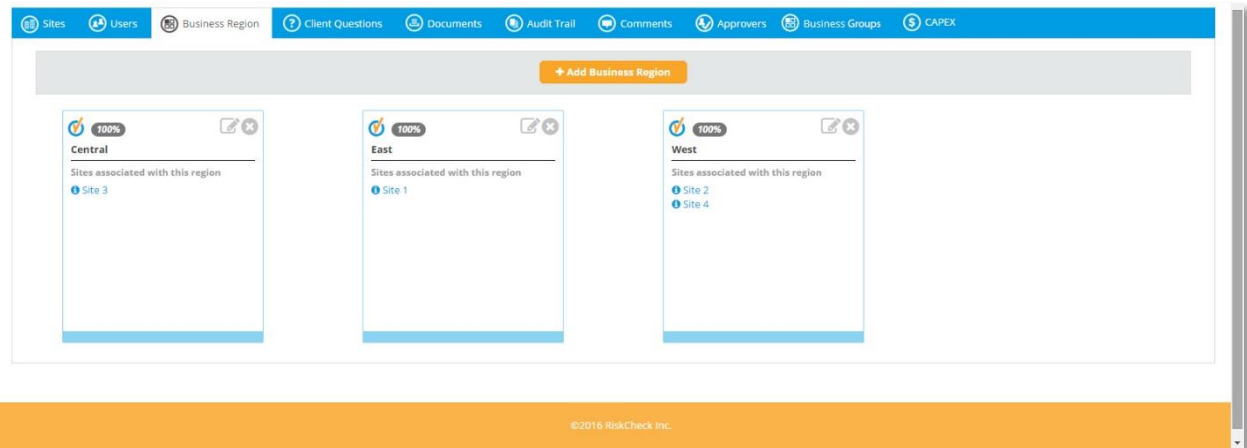 Sites Users Business Region Client Questions Documents Audit Trail Comments Approvers Business Groups CAPEX
+ Add Business Region
100%
Central
Sites associated with this region
Site 3
100%
East
Sites associated with this region
Site 1
100%
West
Sites associated with this region
Site 2
Site 4
©2016 RiskCheck Inc.